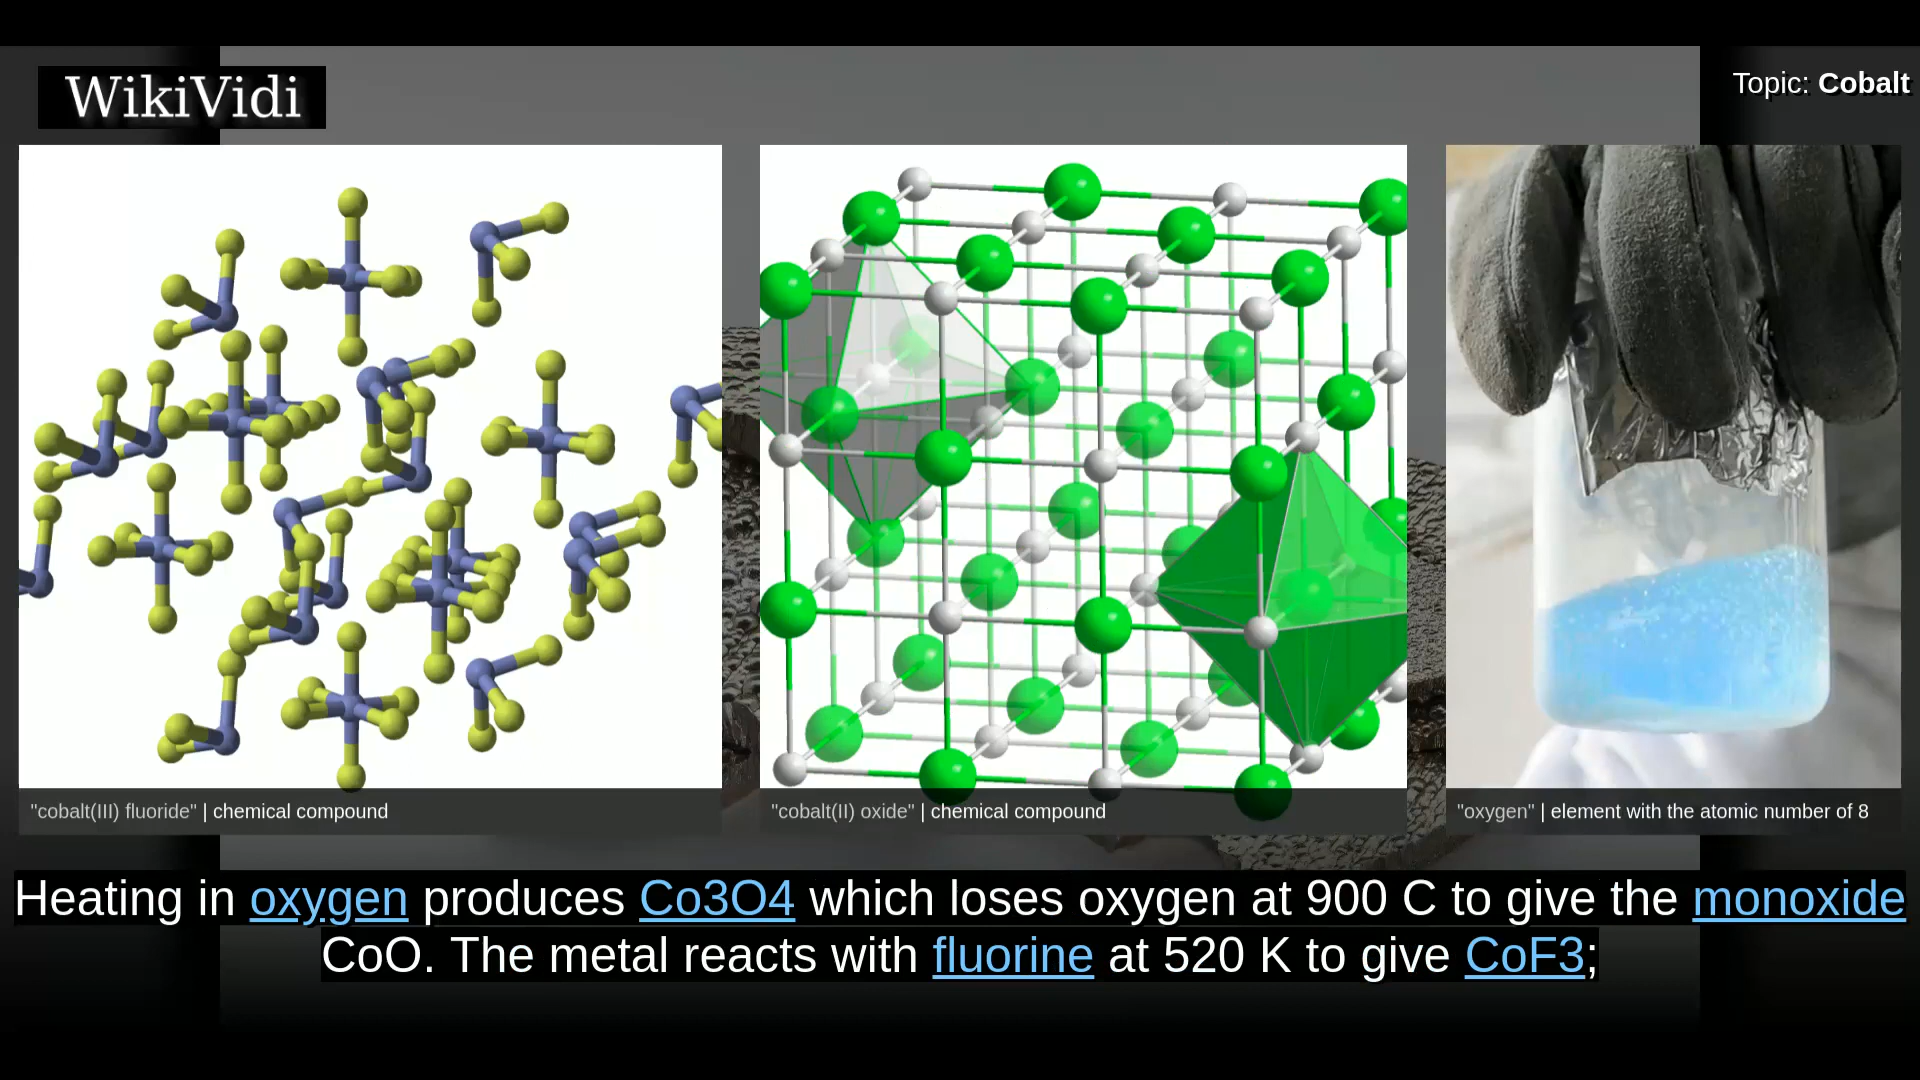 WikiVidi
Topic: Cobalt
"cobalt(III) fluoride" | chemical compound
"cobalt(II) oxide" | chemical compound
"oxygen" | element with the atomic number of 8
Heating in oxygen produces Co3O4 which loses oxygen at 900 C to give the monoxide
CoO. The metal reacts with fluorine at 520 K to give CoF3;